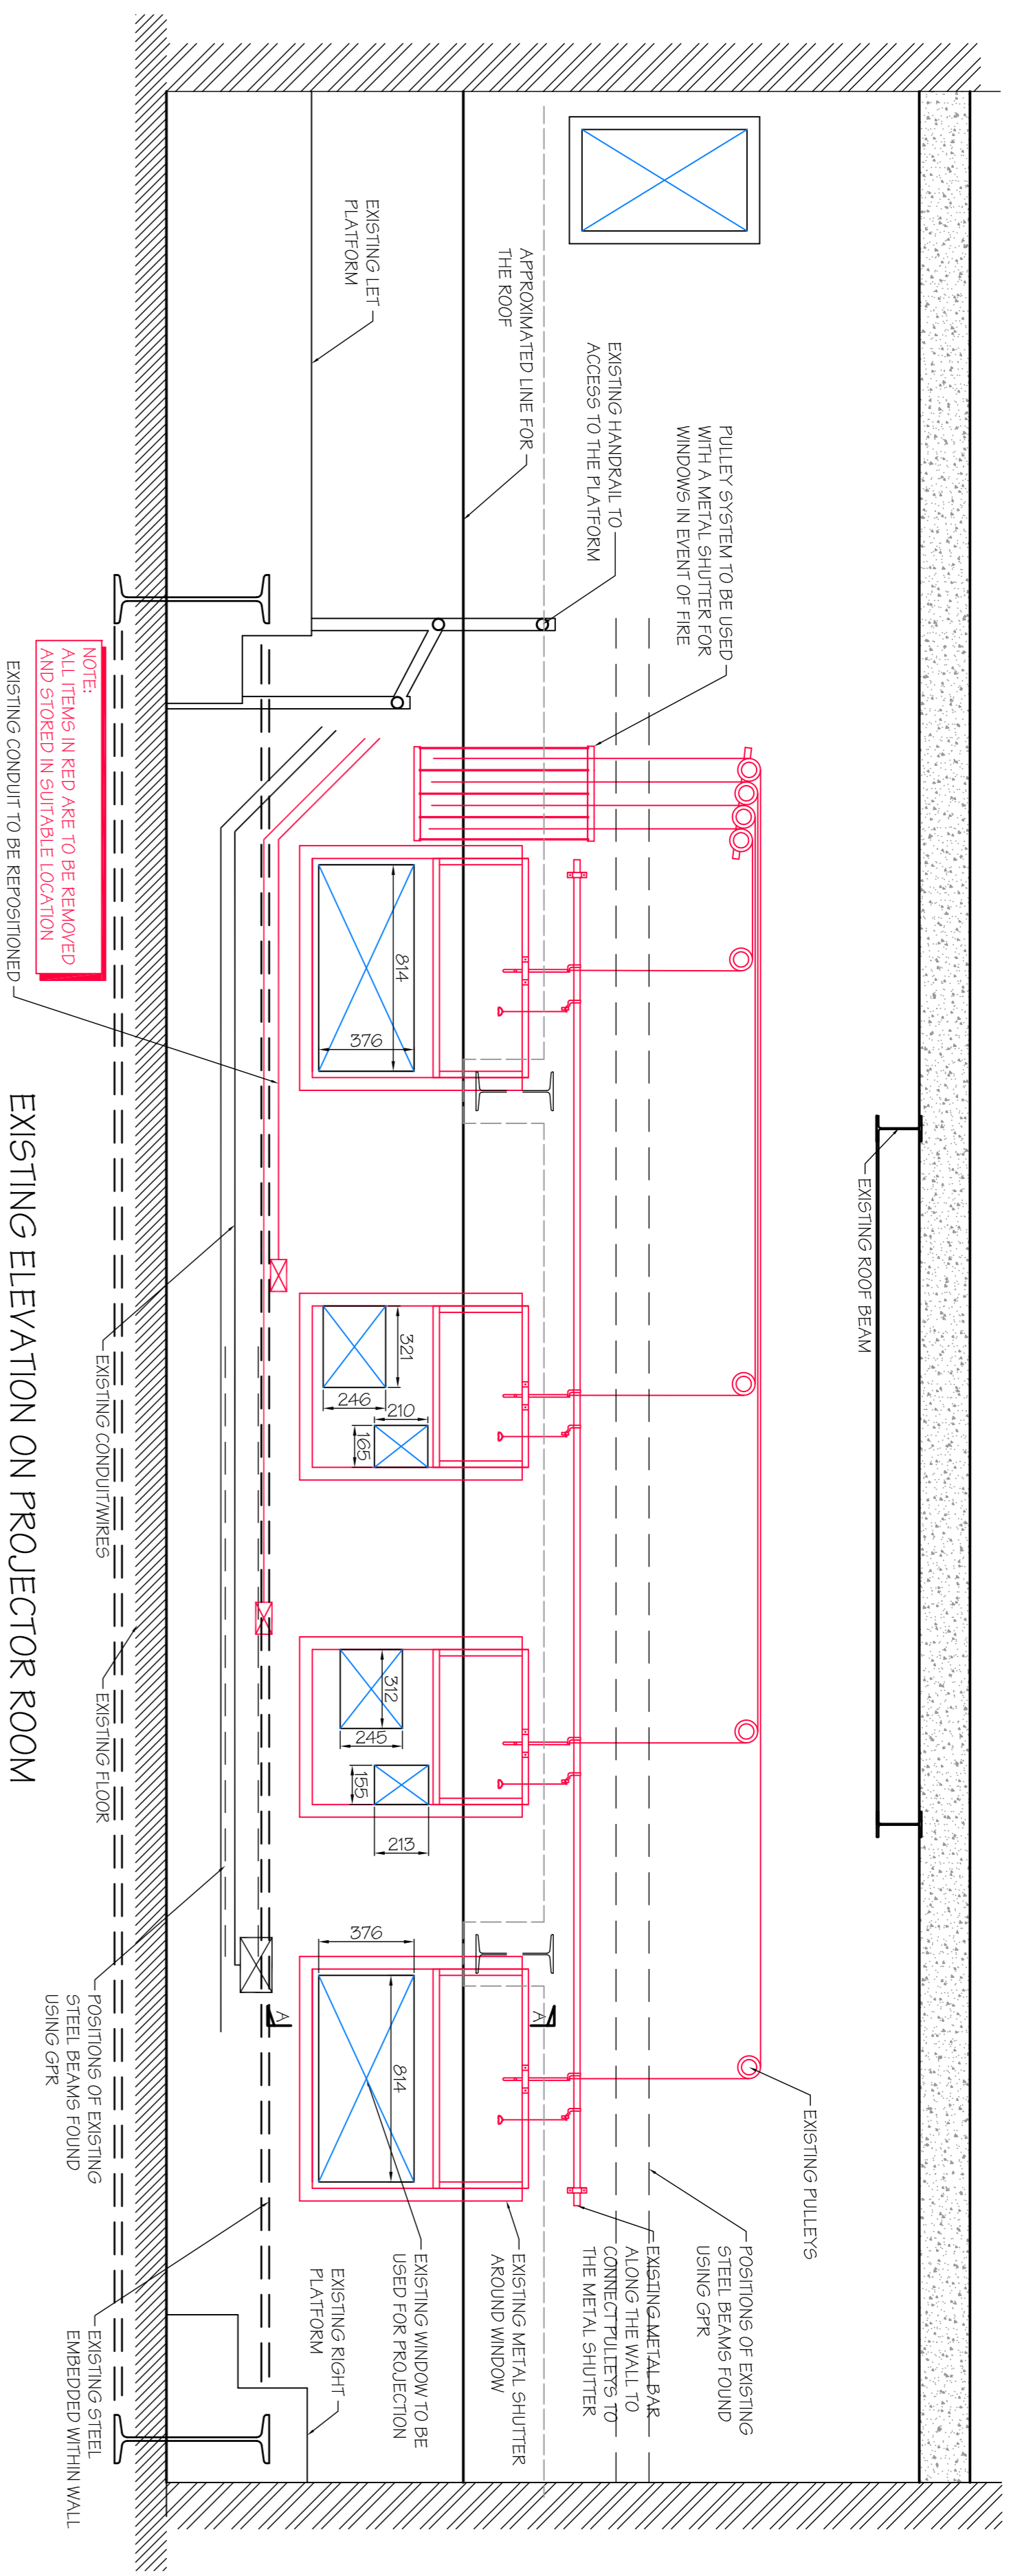 EXISTING ROOF BEAM
PULLEY SYSTEM TO BE USED
WITH A METAL SHUTTER FOR
WINDOWS IN EVENT OF FIRE
EXISTING HANDRAIL TO
ACCESS TO THE PLATFORM
APPROXIMATED LINE FOR
THE ROOF
EXISTING LET
PLATFORM
EXISTING PULLEYS
POSITIONS OF EXISTING
STEEL BEAMS FOUND
USING GPR
EXISTING METAL BAR
ALONG THE WALL TO
CONNECT PULLEYS TO
THE METAL SHUTTER
EXISTING METAL SHUTTER
AROUND WINDOW
EXISTING WINDOW TO BE
USED FOR PROJECTION
EXISTING RIGHT
PLATFORM
814
376
321
246
210
165
312
245
155
213
376
814
A
A
NOTE:
ALL ITEMS IN RED ARE TO BE REMOVED
AND STORED IN SUITABLE LOCATION
EXISTING CONDUIT TO BE REPOSITIONED
EXISTING CONDUIT/WIRES
EXISTING FLOOR
POSITIONS OF EXISTING
STEEL BEAMS FOUND
USING GPR
EXISTING STEEL
EMBEDDED WITHIN WALL
EXISTING ELEVATION ON PROJECTOR ROOM